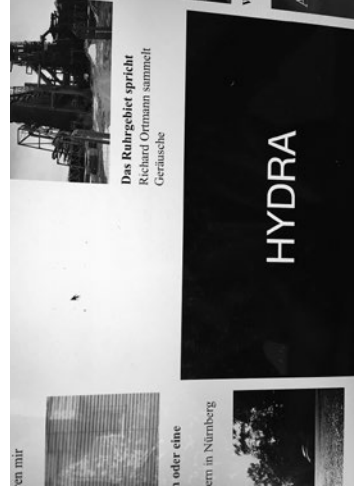 Das Ruhrgebiet spricht
Richard Ortmann sammelt
Geräusche
HYDRA
en mir
oder eine
ern in Nürnberg